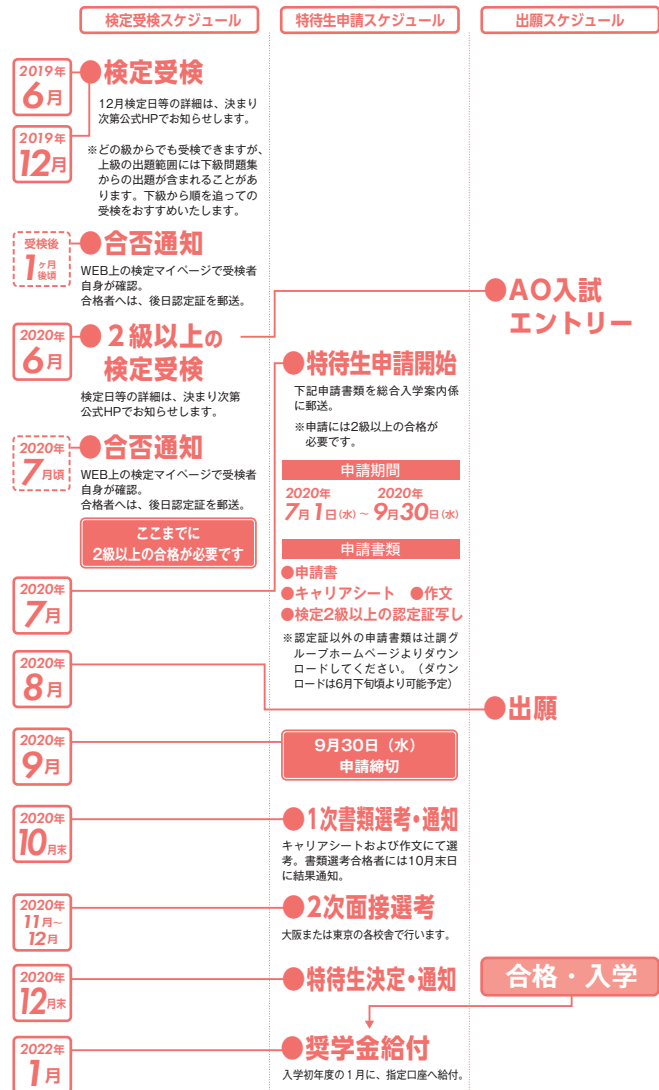 検定受検スケジュール
特待生申請スケジュール
出願スケジュール
2019年
6月
●検定受検
12月検定日等の詳細は、決まり
次第公式HPでお知らせします。
2019年
12月
※どの級からでも受検できますが、
上級の出題範囲には下級問題集
からの出題が含まれることがあ
ります。下級から順を追っての
受検をおすすめいたします。
受検後
1ヶ月後頃
●合否通知
WEB上の検定マイページで受検者
自身が確認。
合格者へは、後日認定証を郵送。
●AO入試
エントリー
2020年
6月
●2級以上の
検定受検
検定日等の詳細は、決まり次第
公式HPでお知らせします。
●特待生申請開始
下記申請書類を総合入学案内係
に郵送。
※申請には2級以上の合格が
必要です。
2020年
7月頃
●合否通知
WEB上の検定マイページで受検者
自身が確認。
合格者へは、後日認定証を郵送。
ここまでに
2級以上の合格が必要です
申請期間
2020年 2020年
7月1日(水)~9月30日(水)
申請書類
●申請書
●キャリアシート ●作文
●検定2級以上の認定証写し
※認定証以外の申請書類は辻調グ
ループホームページよりダウン
ロードしてください。(ダウン
ロードは6月下旬頃より可能予定)
2020年
7月
2020年
8月
●出願
2020年
9月
9月30日(水)
申請締切
2020年
10月末
●1次書類選考・通知
キャリアシートおよび作文にて選
考。書類選考合格者には10月末日
に結果通知。
2020年
11月~
12月
●2次面接選考
大阪または東京の各校舎で行います。
2020年
12月末
●特待生決定・通知
合格・入学
2022年
1月
●奨学金給付
入学初年度の1月に、指定口座へ給付。